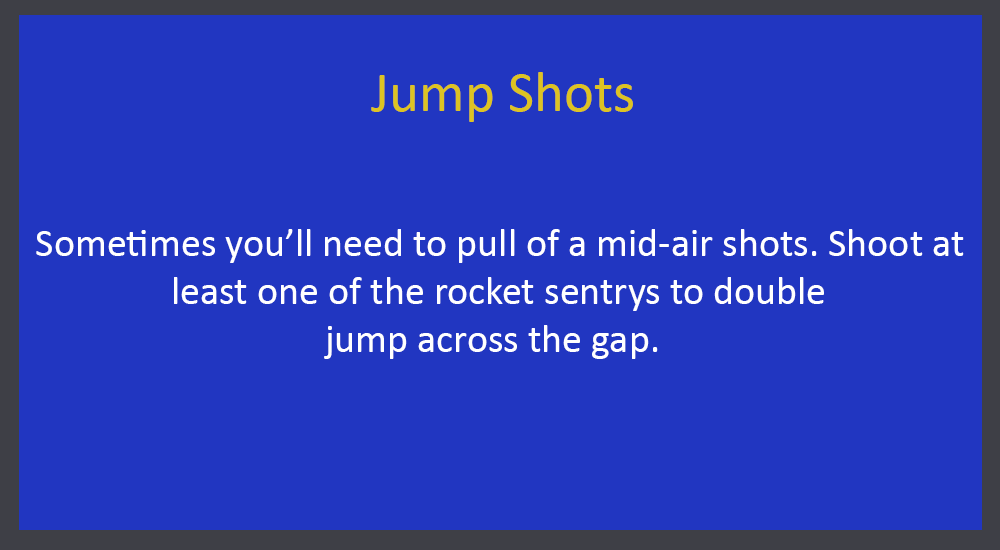 Jump Shots
Sometimes you’ll need to pull of a mid-air shots. Shoot at
least one of the rocket sentrys to double
jump across the gap.